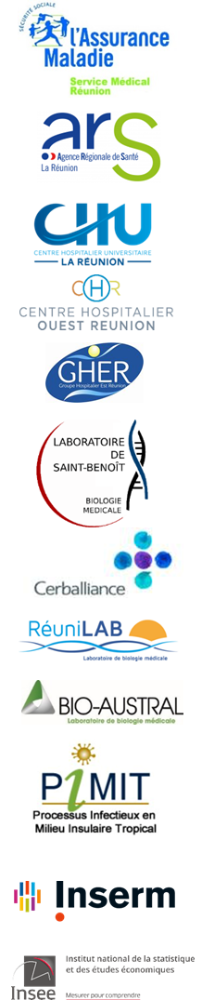 SÉCURITÉ SOCIALE
l'Assurance
Maladie
Service Médical
Réunion
ars
Agence Régionale de Santé
La Réunion
CHU
CENTRE HOSPITALIER UNIVERSITAIRE
LA RÉUNION
CHR
CENTRE HOSPITALIER
OUEST REUNION
GHER
Groupe Hospitalier Est Réunion
LABORATOIRE
DE
SAINT-BENOÎT
BIOLOGIE
MEDICALE
Cerballiance
RéuniLAB
Laboratoire de biologie médicale
BIO-AUSTRAL
Laboratoire de biologie médicale
PiMIT
Processus Infectieux en
Milieu Insulaire Tropical
Inserm
Institut national de la statistique
et des études économiques
Insee
Mesurer pour comprendre